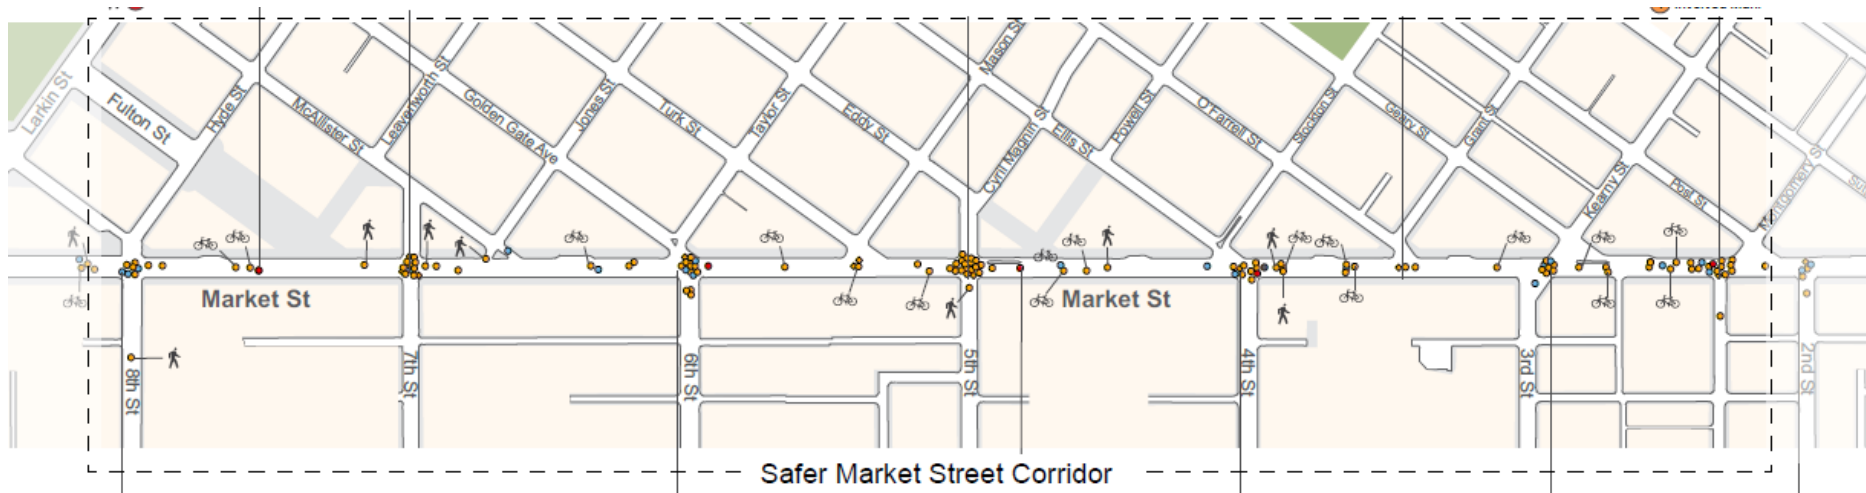 Larkin St
Fulton St
Hyde St
McAllister St
Leavenworth St
Golden Gate Ave
Jones St
Turk St
Taylor St
Eddy St
Mason St
Cyril Magnin St
Ellis St
Powell St
O'Farrell St
Stockton St
Geary St
Grant St
Kearny St
Post St
Montgomery St
Market St
Market St
8th St
7th St
6th St
5th St
4th St
3rd St
2nd St
Safer Market Street Corridor